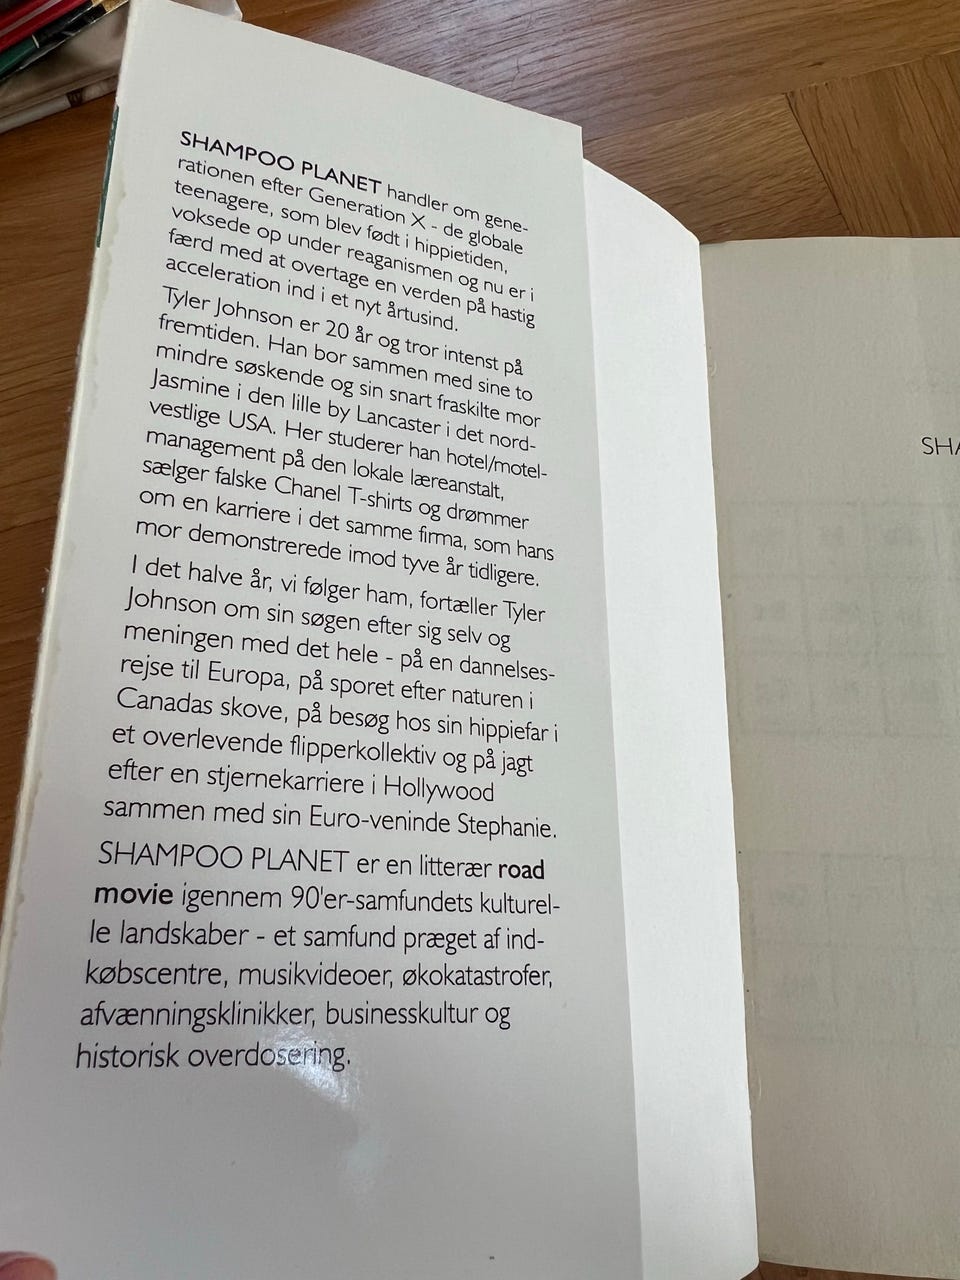 SHAMPOO PLANET handler om gene-
rationen efter Generation X - de globale
teenagere, som blev født i hippietiden,
voksede op under reaganismen og nu er i
færd med at overtage en verden på hastig
acceleration ind i et nyt årtusind.
Tyler Johnson er 20 år og tror intenst på
fremtiden. Han bor sammen med sine to
mindre søskende og sin snart fraskilte mor
Jasmine i den lille by Lancaster i det nord-
vestlige USA. Her studerer han hotel/motel-
management på den lokale læreanstalt,
sælger falske Chanel T-shirts og drømmer
om en karriere i det samme firma, som hans
mor demonstrerede imod tyve år tidligere.
I det halve år, vi følger ham, fortæller Tyler
Johnson om sin søgen efter sig selv og
meningen med det hele - på en dannelses-
rejse til Europa, på sporet efter naturen i
Canadas skove, på besøg hos sin hippiefar i
et overlevende flipperkollektiv og på jagt
efter en stjernekarriere i Hollywood
sammen med sin Euro-veninde Stephanie.
SHAMPOO PLANET er en litterær road
movie igennem 90'er-samfundets kulturel-
le landskaber - et samfund præget af ind-
købscentre, musikvideoer, økokatastrofer,
afvænningsklinikker, businesskultur og
historisk overdosering.
SHA